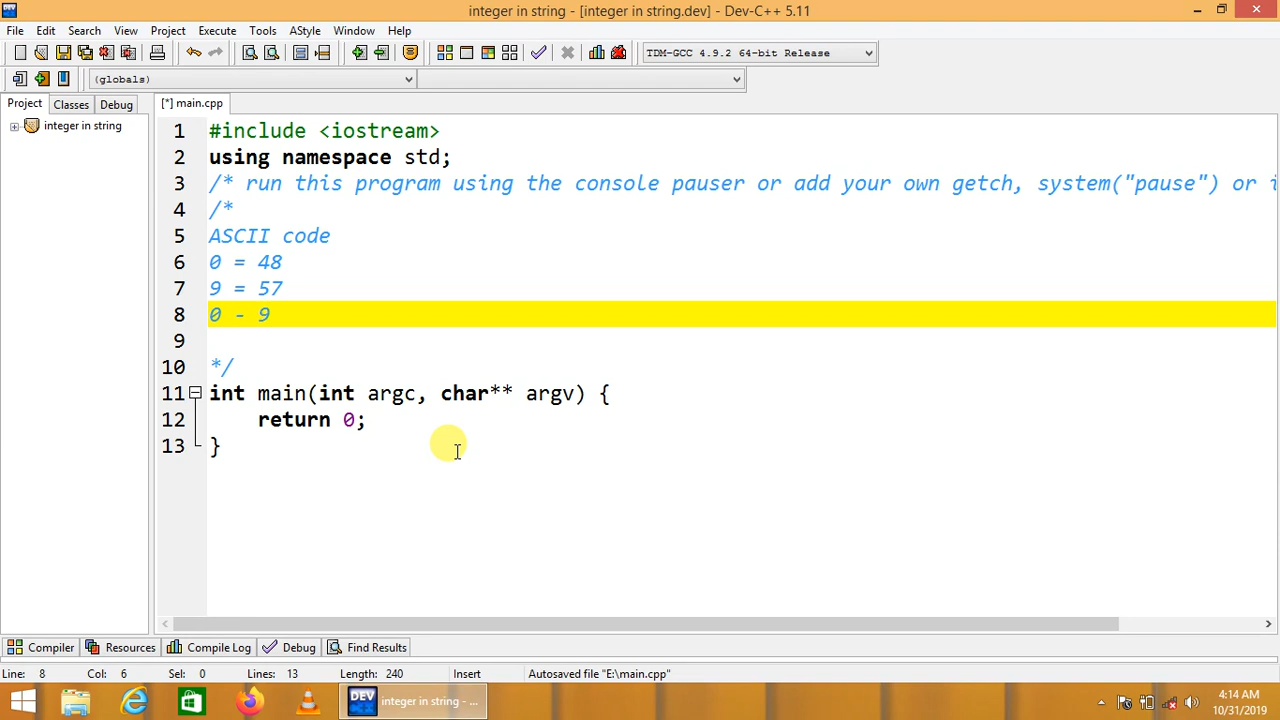 integer in string - [integer in string.dev] - Dev-C++ 5.11
File Edit Search View Project Execute Tools AStyle Window Help
TDM-GCC 4.9.2 64-bit Release
(globals)
Project Classes Debug [*] main.cpp
integer in string
1 #include <iostream>
2 using namespace std;
3 /* run this program using the console pauser or add your own getch, system("pause") or i
4 /*
5 ASCII code
6 0 = 48
7 9 = 57
8 0 - 9
9
10 */
11 int main(int argc, char** argv) {
12 return 0;
13 }
Compiler Resources Compile Log Debug Find Results
Line: 8 Col: 6 Sel: 0 Lines: 13 Length: 240 Insert Autosaved file "E:\main.cpp"
DEV integer in string - ...
4:14 AM
10/31/2019